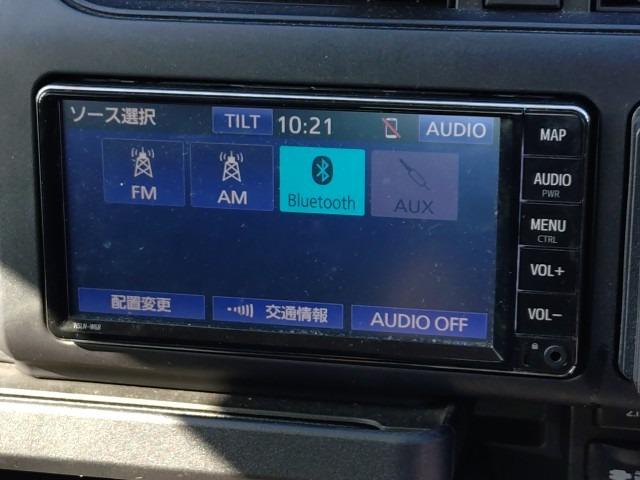 ソース選択 TILT 10:21 AUDIO
FM AM Bluetooth AUX
配置変更 交通情報 AUDIO OFF
MAP
AUDIO
PWR
MENU
CTRL
VOL+
VOL−